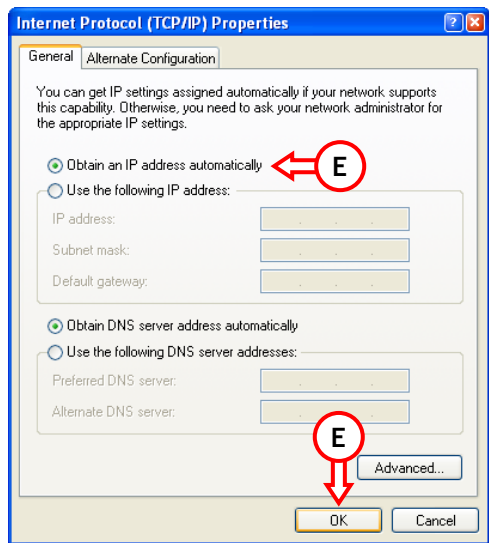 Internet Protocol (TCP/IP) Properties
General Alternate Configuration
You can get IP settings assigned automatically if your network supports
this capability. Otherwise, you need to ask your network administrator for
the appropriate IP settings.
Obtain an IP address automatically E
Use the following IP address:
IP address:
Subnet mask:
Default gateway:
Obtain DNS server address automatically
Use the following DNS server addresses:
Preferred DNS server:
Alternate DNS server:
E
Advanced...
OK Cancel